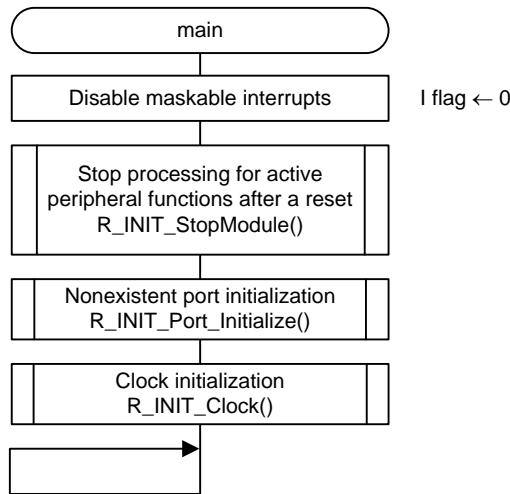 main
Disable maskable interrupts
I flag ← 0
Stop processing for active
peripheral functions after a reset
R_INIT_StopModule()
Nonexistent port initialization
R_INIT_Port_Initialize()
Clock initialization
R_INIT_Clock()